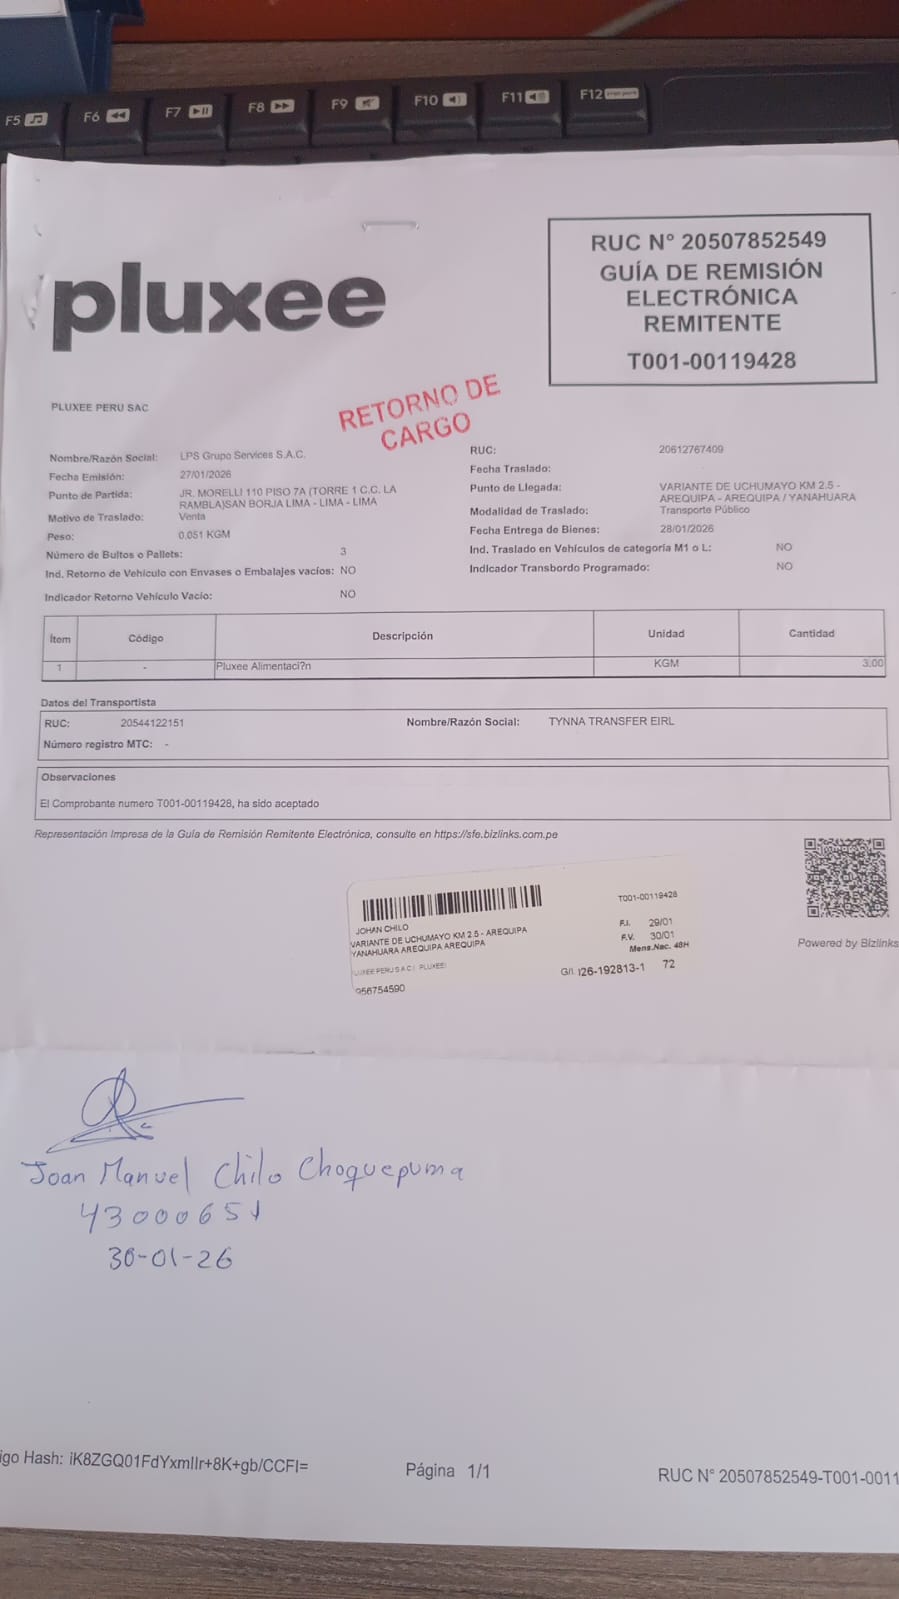 F5 F6 F7 F8 F9 F10 F11 F12
pluxee
RUC N° 20507852549
GUÍA DE REMISIÓN
ELECTRÓNICA
REMITENTE
T001-00119428
PLUXEE PERU SAC
RETORNO DE
CARGO
Nombre/Razón Social: LPS Grupo Services S.A.C.
Fecha Emisión: 27/01/2026
Punto de Partida: JR. MORELLI 110 PISO 7A (TORRE 1 C.C. LA
RAMBLA)SAN BORJA LIMA - LIMA - LIMA
Motivo de Traslado: Venta
Peso: 0.051 KGM
Número de Bultos o Pallets: 3
Ind. Retorno de Vehículo con Envases o Embalajes vacíos: NO
Indicador Retorno Vehículo Vacío: NO
RUC: 20612767409
Fecha Traslado:
Punto de Llegada: VARIANTE DE UCHUMAYO KM 2.5 -
AREQUIPA - AREQUIPA / YANAHUARA
Modalidad de Traslado: Transporte Público
Fecha Entrega de Bienes: 28/01/2026
Ind. Traslado en Vehículos de categoría M1 o L: NO
Indicador Transbordo Programado: NO
Ítem Código Descripción Unidad Cantidad
1 - Pluxee Alimentaci?n KGM 3.00
Datos del Transportista
RUC: 20544122151 Nombre/Razón Social: TYNNA TRANSFER EIRL
Número registro MTC: -
Observaciones
El Comprobante numero T001-00119428, ha sido aceptado
Representación Impresa de la Guía de Remisión Remitente Electrónica, consulte en https://sfe.bizlinks.com.pe
T001-00119428
JOHAN CHILO
VARIANTE DE UCHUMAYO KM 2.5 - AREQUIPA
YANAHUARA AREQUIPA AREQUIPA
F.I. 29/01
F.V. 30/01
Mens.Nac. 48H
PERU S A C ( PLUXEE)
G/I. 126-192813-1 72
956754590
Powered by Bizlinks
Joan Manuel Chilo Choquepuma
43000651
30-01-26
igo Hash: iK8ZGQ01FdYxmIIr+8K+gb/CCFI=
Página 1/1
RUC N° 20507852549-T001-0011